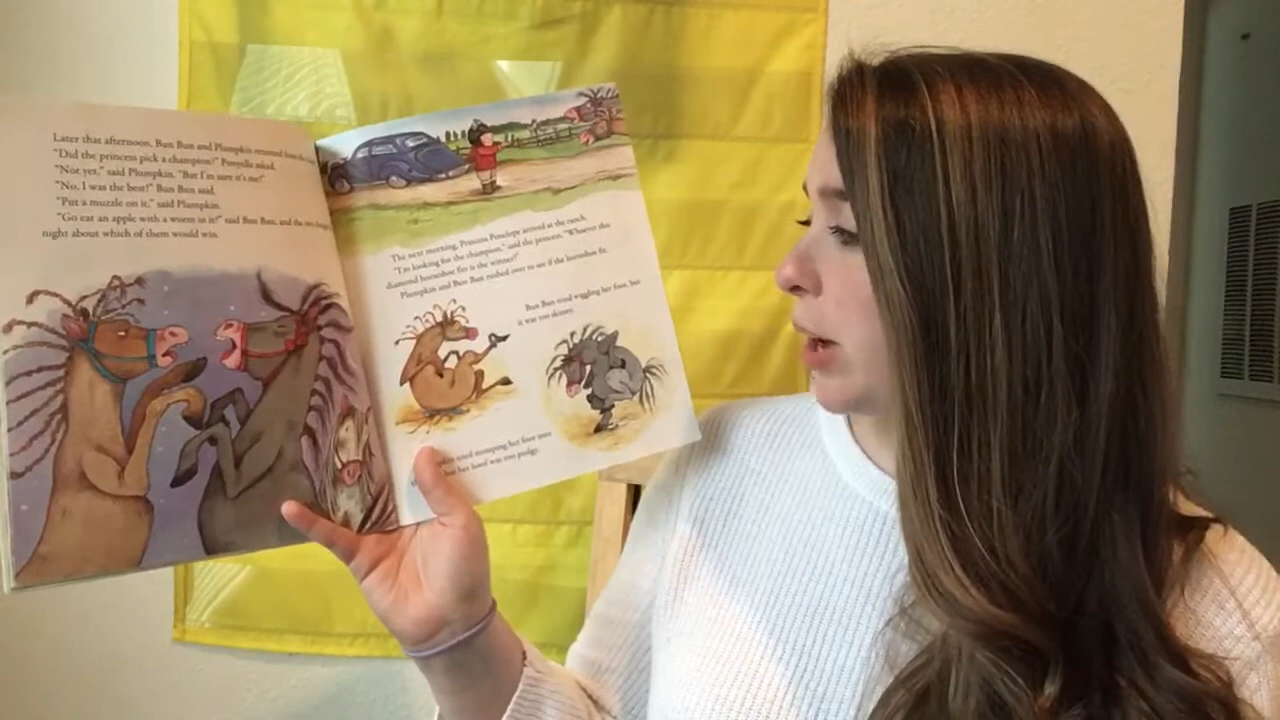 Later that afternoon, Bun Bun and Plumpkin returned from the
"Did the princess pick a champion?" Ponyella asked.
"Not yet," said Plumpkin. "But I'm sure it's me!"
"No, I was the best!" Bun Bun said.
"Put a muzzle on it," said Plumpkin.
"Go eat an apple with a worm in it!" said Bun Bun, and the two
night about which of them would win.
The next morning, Princess Penelope arrived at the ranch.
"I'm looking for the champion," said the princess. "Whoever this
diamond horseshoe fits is the winner!"
Plumpkin and Bun Bun rushed over to see if the horseshoe fit.
Bun Bun tried wiggling her foot, but
it was too skinny.
tried stomping her foot into
but her hoof was too pudgy.